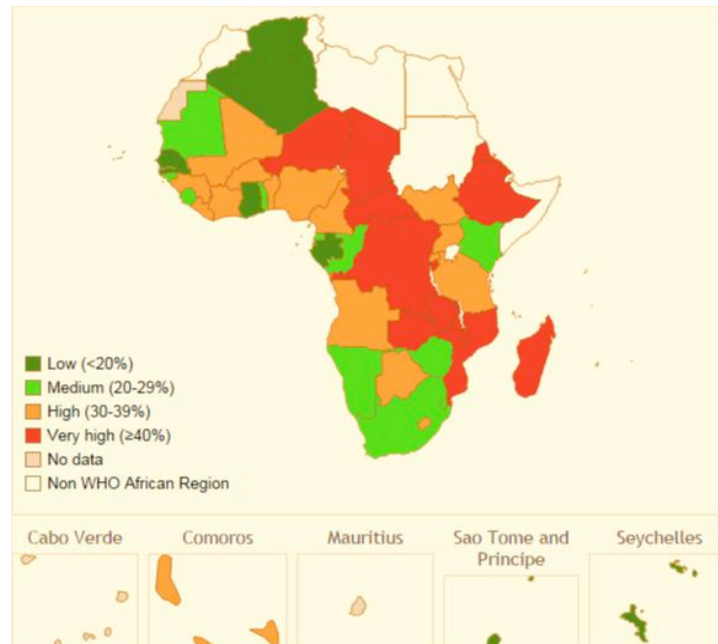 Low (<20%)
Medium (20-29%)
High (30-39%)
Very high (≥40%)
No data
Non WHO African Region
Cabo Verde
Comoros
Mauritius
Sao Tome and
Principe
Seychelles